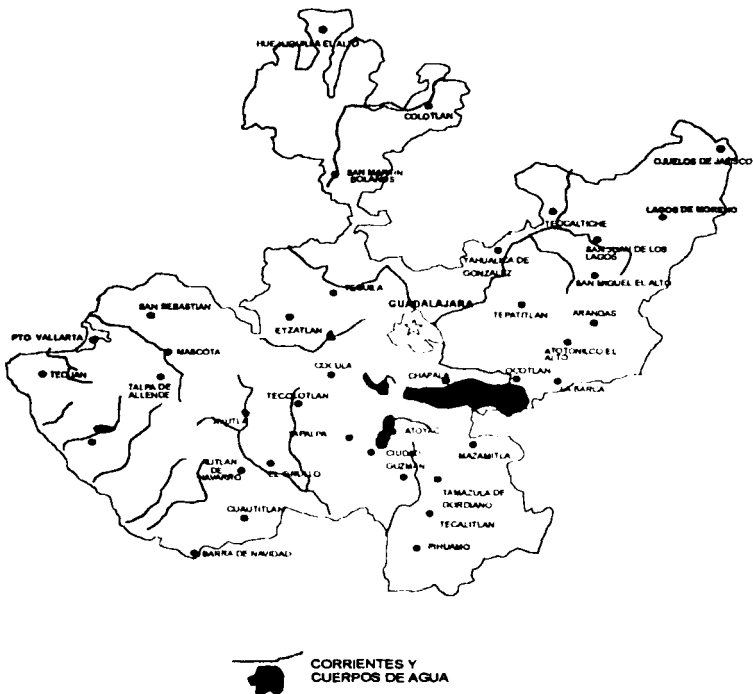 HUEJUQUILLA EL ALTO
COLOTLAN
OJUELOS DE JALISCO
SAN MARTIN
BOLAÑOS
LAGOS DE MORENO
TEOCALTICHE
SAN JUAN DE LOS
LAGOS
YAHUALICA DE
GONZALEZ
SAN MIGUEL EL ALTO
TEQUILA
GUADALAJARA
SAN SEBASTIAN
TEPATITLAN
ARANDAS
ETZATLAN
PTO VALLARTA
MASCOTA
ATOTONILCO EL
ALTO
COCULA
CHAPALA
OCOTLAN
TECUAN
TALPA DE
ALLENDE
LA BARCA
TECOLOTLAN
AYUTLA
ATOYAC
TAPALPA
MAZAMITLA
CIUDAD
GUZMAN
AUTLAN
DE
NAVARRO
EL GRULLO
TAMAZULA DE
GORDIANO
CUAUTITLAN
TECALITLAN
PIHUAMO
BARRA DE NAVIDAD
CORRIENTES Y
CUERPOS DE AGUA